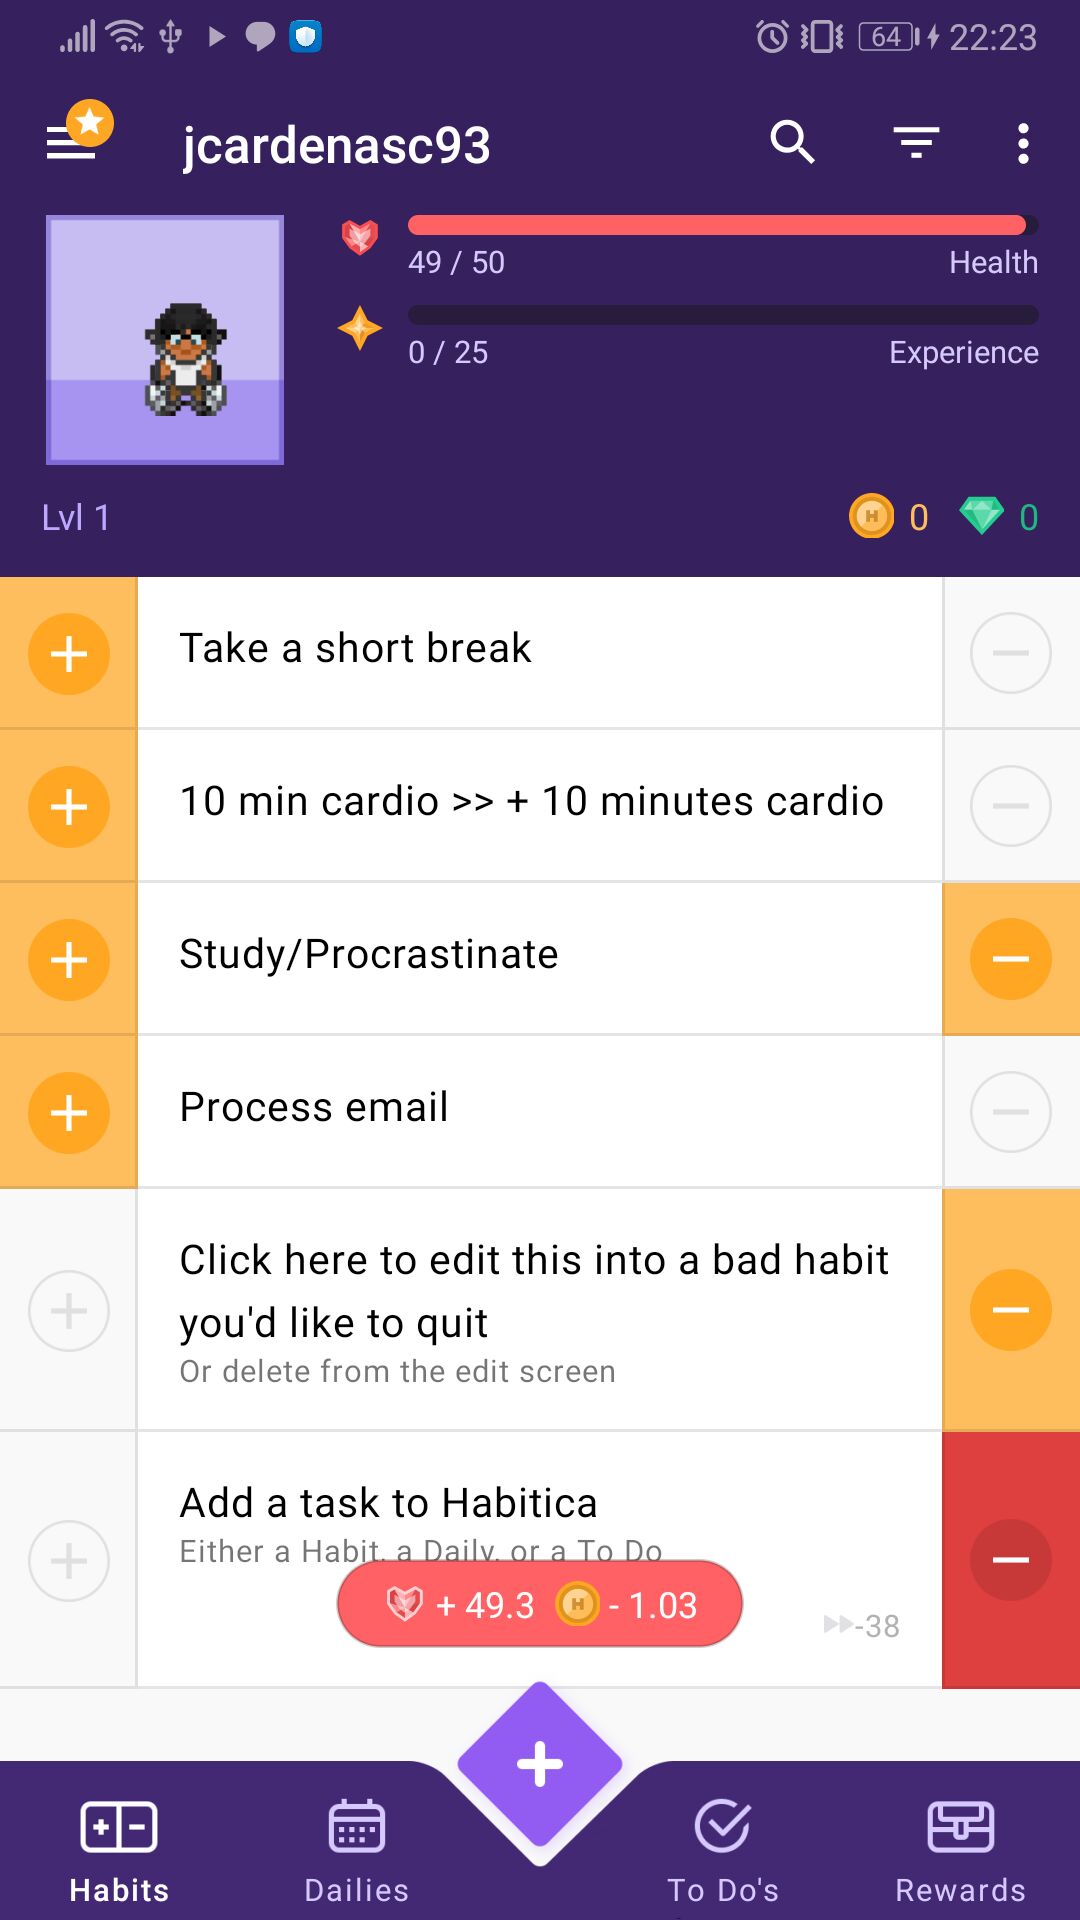 64 22:23
jcardenasc93
49 / 50 Health
0 / 25 Experience
Lvl 1 0 0
Take a short break
10 min cardio >> + 10 minutes cardio
Study/Procrastinate
Process email
Click here to edit this into a bad habit
you'd like to quit
Or delete from the edit screen
Add a task to Habitica
Either a Habit, a Daily, or a To Do
+ 49.3 H - 1.03
-38
Habits Dailies To Do's Rewards